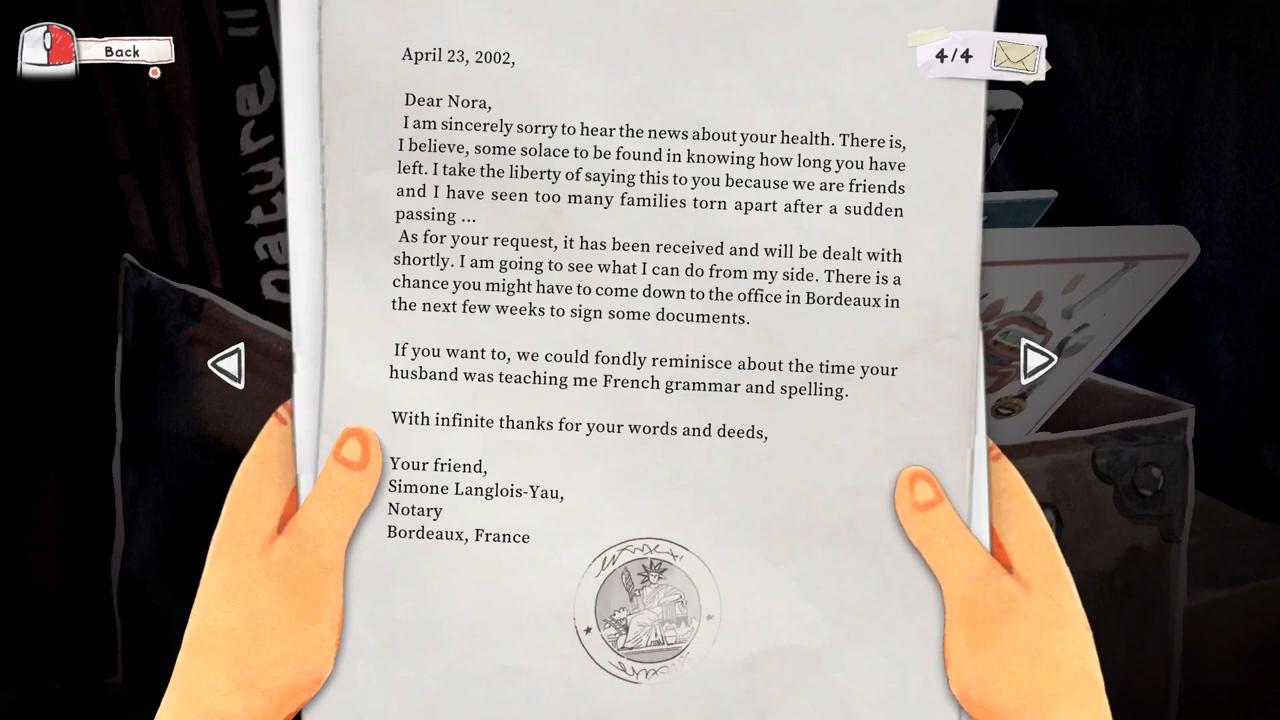 Back
nature II
4/4
April 23, 2002,
Dear Nora,
I am sincerely sorry to hear the news about your health. There is,
I believe, some solace to be found in knowing how long you have
left. I take the liberty of saying this to you because we are friends
and I have seen too many families torn apart after a sudden
passing ...
As for your request, it has been received and will be dealt with
shortly. I am going to see what I can do from my side. There is a
chance you might have to come down to the office in Bordeaux in
the next few weeks to sign some documents.
If you want to, we could fondly reminisce about the time your
husband was teaching me French grammar and spelling.
With infinite thanks for your words and deeds,
Your friend,
Simone Langlois-Yau,
Notary
Bordeaux, France